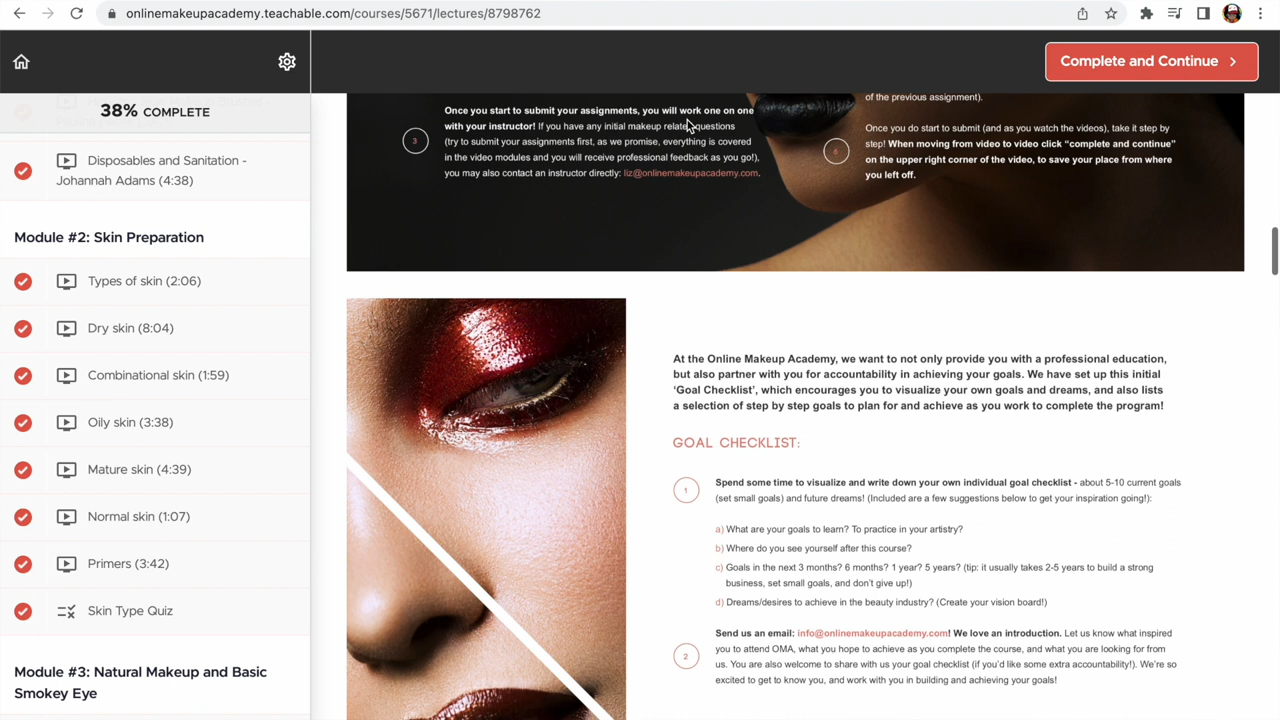 onlinemakeupacademy.teachable.com/courses/5671/lectures/8798762
Complete and Continue
38% COMPLETE
Disposables and Sanitation -
Johannah Adams (4:38)
Module #2: Skin Preparation
Types of skin (2:06)
Dry skin (8:04)
Combinational skin (1:59)
Oily skin (3:38)
Mature skin (4:39)
Normal skin (1:07)
Primers (3:42)
Skin Type Quiz
Module #3: Natural Makeup and Basic
Smokey Eye
3
Once you start to submit your assignments, you will work one on one
with your instructor! If you have any initial makeup related questions
(try to submit your assignments first, as we promise, everything is covered
in the video modules and you will receive professional feedback as you go!),
you may also contact an instructor directly: liz@onlinemakeupacademy.com.
of the previous assignment).
6
Once you do start to submit (and as you watch the videos), take it step by
step! When moving from video to video click “complete and continue”
on the upper right corner of the video, to save your place from where
you left off.
At the Online Makeup Academy, we want to not only provide you with a professional education,
but also partner with you for accountability in achieving your goals. We have set up this initial
‘Goal Checklist’, which encourages you to visualize your own goals and dreams, and also lists
a selection of step by step goals to plan for and achieve as you work to complete the program!
GOAL CHECKLIST:
1
Spend some time to visualize and write down your own individual goal checklist - about 5-10 current goals
(set small goals) and future dreams! (Included are a few suggestions below to get your inspiration going!):
a) What are your goals to learn? To practice in your artistry?
b) Where do you see yourself after this course?
c) Goals in the next 3 months? 6 months? 1 year? 5 years? (tip: it usually takes 2-5 years to build a strong
business, set small goals, and don’t give up!)
d) Dreams/desires to achieve in the beauty industry? (Create your vision board!)
2
Send us an email: info@onlinemakeupacademy.com! We love an introduction. Let us know what inspired
you to attend OMA, what you hope to achieve as you complete the course, and what you are looking for from
us. You are also welcome to share with us your goal checklist (if you’d like some extra accountability!). We’re so
excited to get to know you, and work with you in building and achieving your goals!